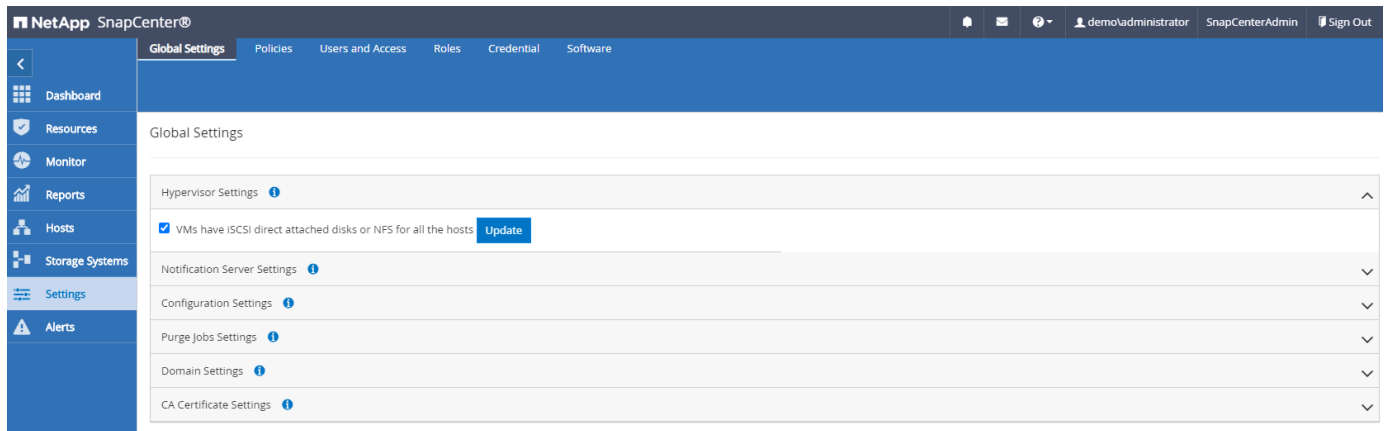 NetApp SnapCenter®
demo\administrator SnapCenterAdmin Sign Out
Global Settings Policies Users and Access Roles Credential Software
Dashboard
Resources
Monitor
Reports
Hosts
Storage Systems
Settings
Alerts
Global Settings
Hypervisor Settings
VMs have iSCSI direct attached disks or NFS for all the hosts Update
Notification Server Settings
Configuration Settings
Purge Jobs Settings
Domain Settings
CA Certificate Settings